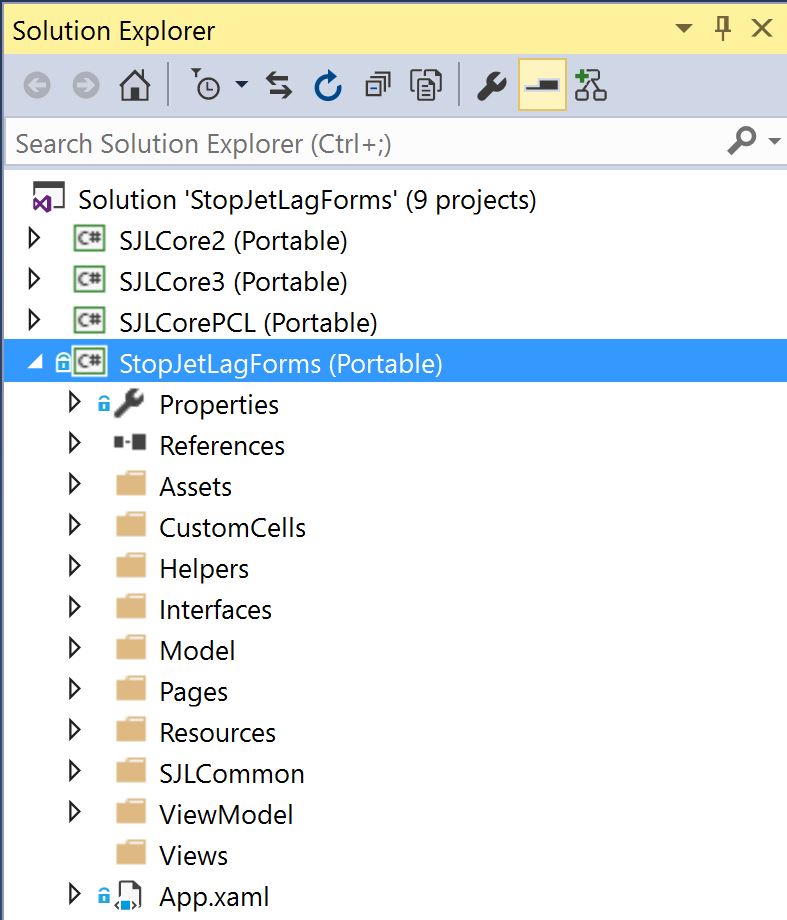 Solution Explorer
Search Solution Explorer (Ctrl+;)
Solution 'StopJetLagForms' (9 projects)
C# SJLCore2 (Portable)
C# SJLCore3 (Portable)
C# SJLCorePCL (Portable)
C# StopJetLagForms (Portable)
Properties
References
Assets
CustomCells
Helpers
Interfaces
Model
Pages
Resources
SJLCommon
ViewModel
Views
App.xaml